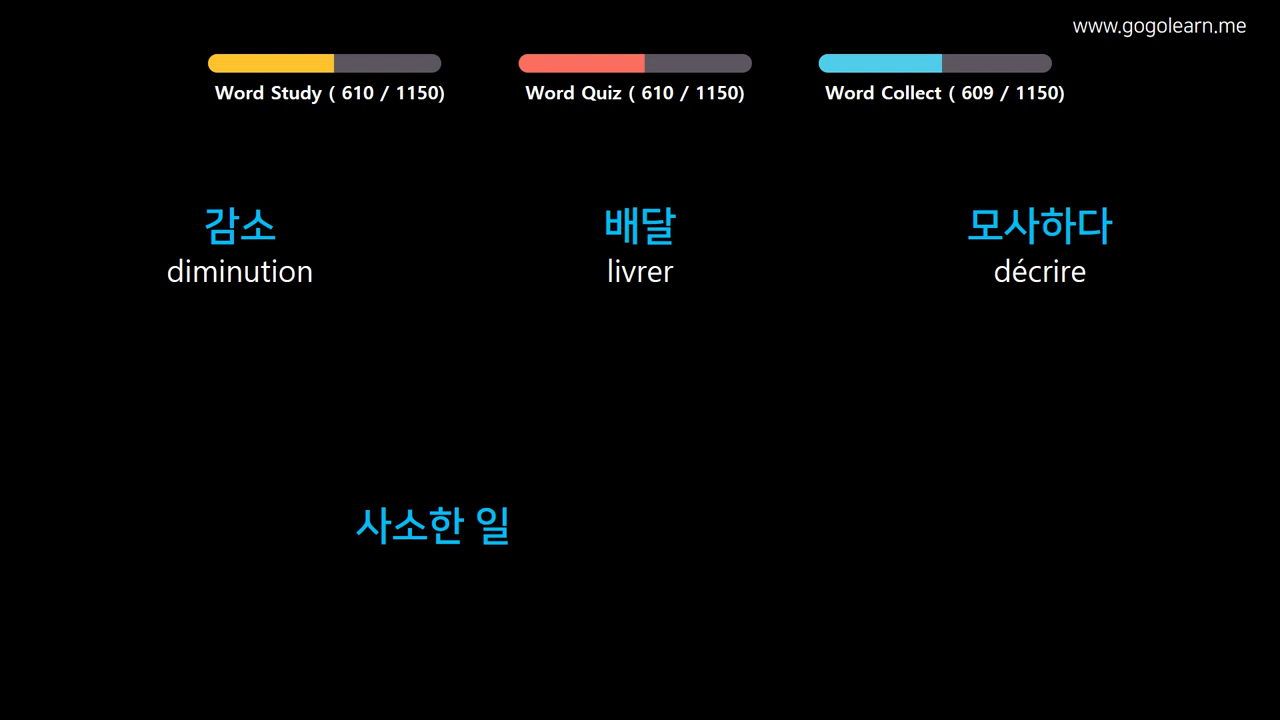 www.gogolearn.me
Word Study ( 610 / 1150)
Word Quiz ( 610 / 1150)
Word Collect ( 609 / 1150)
감소
diminution
배달
livrer
모사하다
décrire
사소한 일